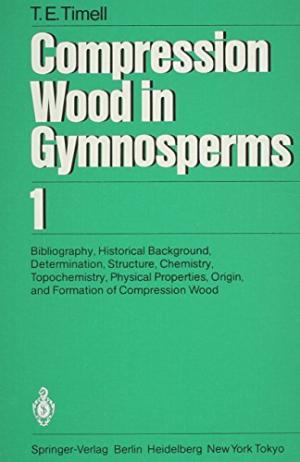 T. E. Timell
Compression
Wood in
Gymnosperms
1
Bibliography, Historical Background,
Determination, Structure, Chemistry,
Topochemistry, Physical Properties, Origin,
and Formation of Compression Wood
Springer-Verlag Berlin Heidelberg New York Tokyo